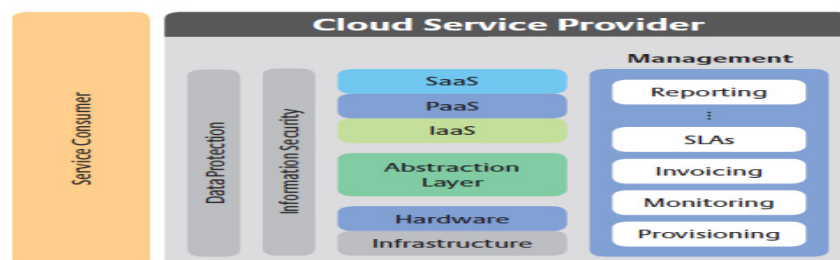 Cloud Service Provider
Service Consumer
Data Protection
Information Security
SaaS
PaaS
IaaS
Abstraction
Layer
Hardware
Infrastructure
Management
Reporting
⋮
SLAs
Invoicing
Monitoring
Provisioning